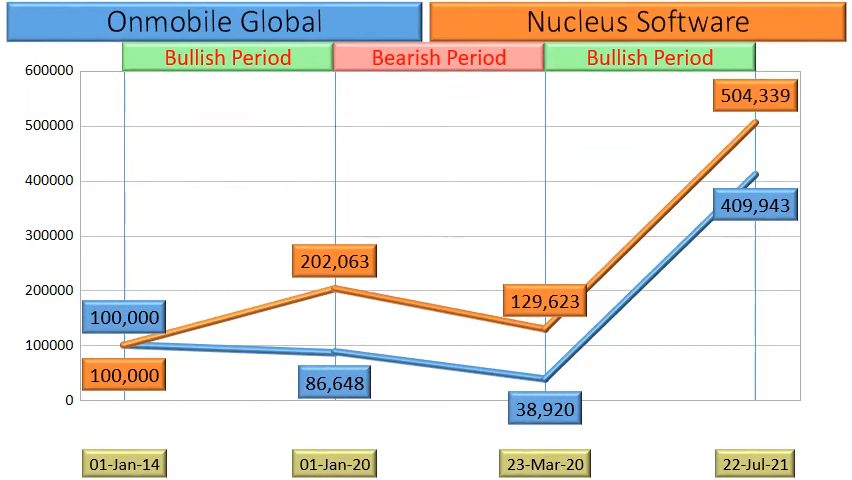 Onmobile Global
Nucleus Software
Bullish Period
Bearish Period
Bullish Period
600000
500000
400000
300000
200000
100000
0
504,339
409,943
202,063
129,623
100,000
100,000
86,648
38,920
01-Jan-14
01-Jan-20
23-Mar-20
22-Jul-21